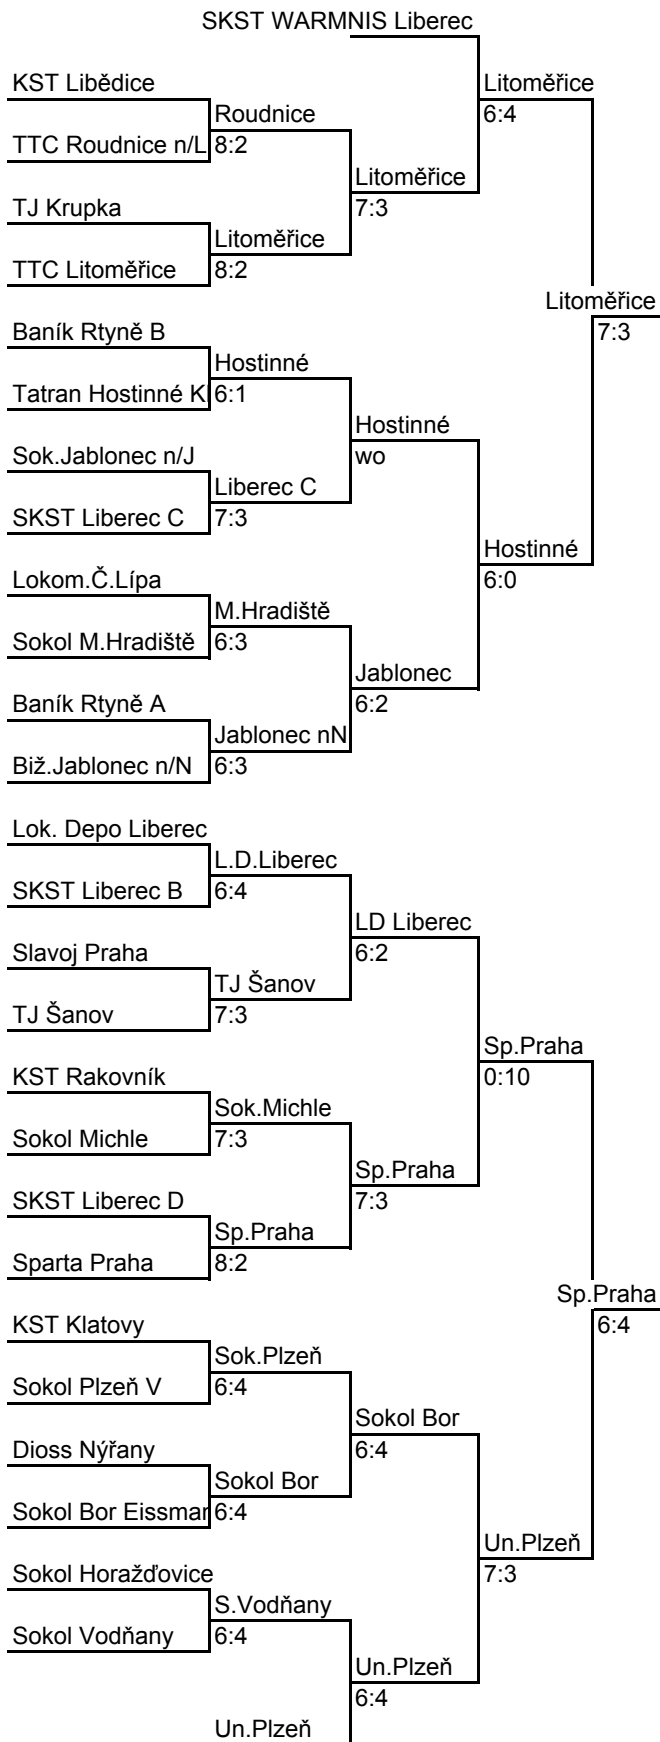 SKST WARMNIS Liberec
KST Libědice
Litoměřice
Roudnice
6:4
TTC Roudnice n/L
8:2
Litoměřice
TJ Krupka
7:3
Litoměřice
TTC Litoměřice
8:2
Litoměřice
Baník Rtyně B
7:3
Hostinné
Tatran Hostinné K
6:1
Hostinné
Sok.Jablonec n/J
wo
Liberec C
SKST Liberec C
7:3
Hostinné
Lokom.Č.Lípa
6:0
M.Hradiště
Sokol M.Hradiště
6:3
Jablonec
Baník Rtyně A
6:2
Jablonec nN
Biž.Jablonec n/N
6:3
Lok. Depo Liberec
L.D.Liberec
SKST Liberec B
6:4
LD Liberec
Slavoj Praha
6:2
TJ Šanov
TJ Šanov
7:3
Sp.Praha
KST Rakovník
0:10
Sok.Michle
Sokol Michle
7:3
Sp.Praha
SKST Liberec D
7:3
Sp.Praha
Sparta Praha
8:2
Sp.Praha
KST Klatovy
6:4
Sok.Plzeň
Sokol Plzeň V
6:4
Sokol Bor
Dioss Nýřany
6:4
Sokol Bor
Sokol Bor Eissmar
6:4
Un.Plzeň
Sokol Horažďovice
7:3
S.Vodňany
Sokol Vodňany
6:4
Un.Plzeň
6:4
Un.Plzeň